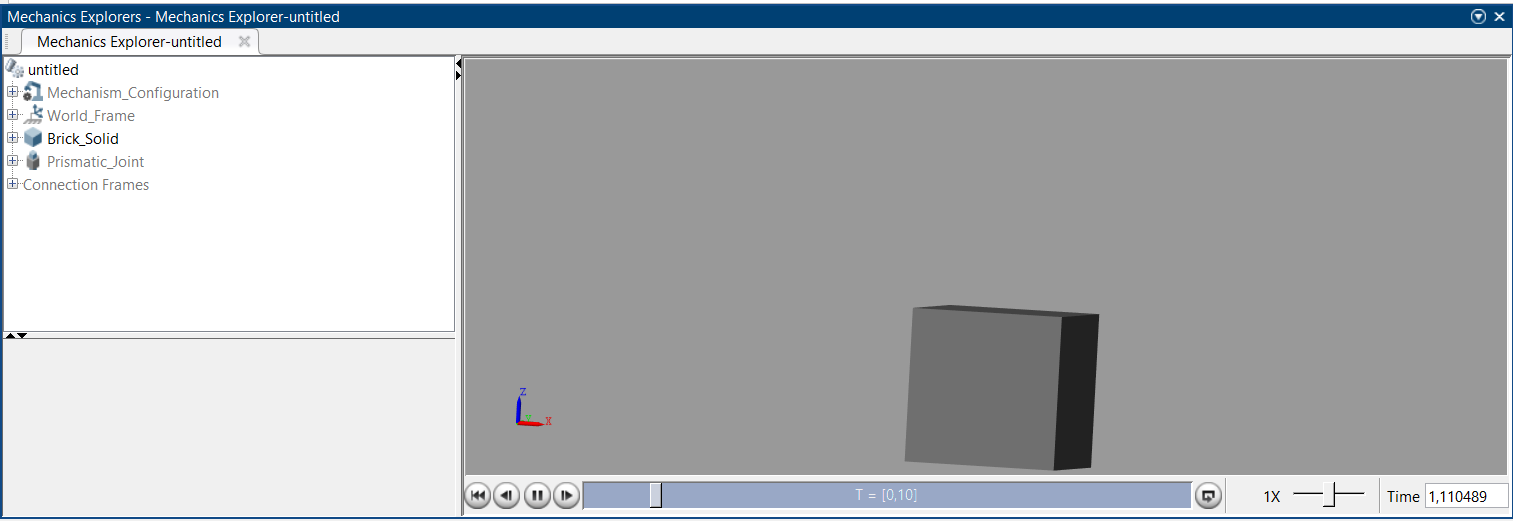 Mechanics Explorers - Mechanics Explorer-untitled
Mechanics Explorer-untitled
untitled
Mechanism_Configuration
World_Frame
Brick_Solid
Prismatic_Joint
Connection Frames
Z
Y
X
T = [0,10]
1X
Time 1,110489